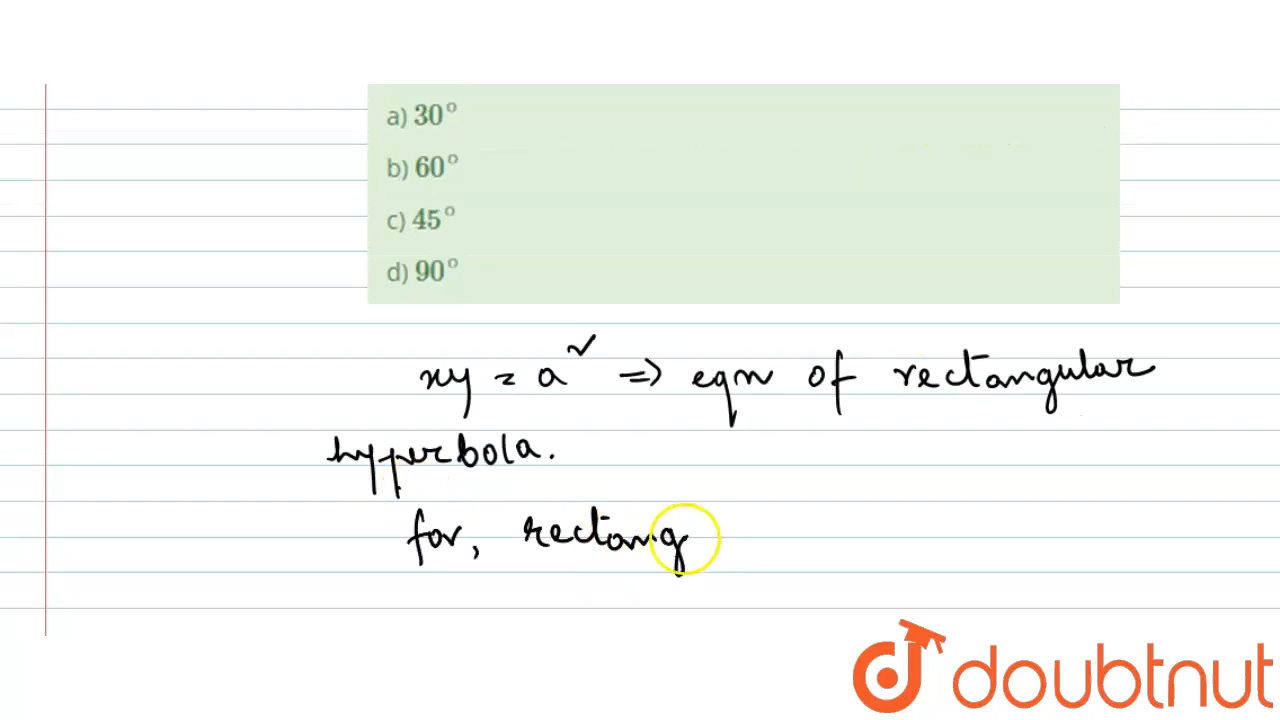 a) 30°
b) 60°
c) 45°
d) 90°
xy = a² ⇒ eqn of rectangular
hyperbola.
for, rectang
doubtnut